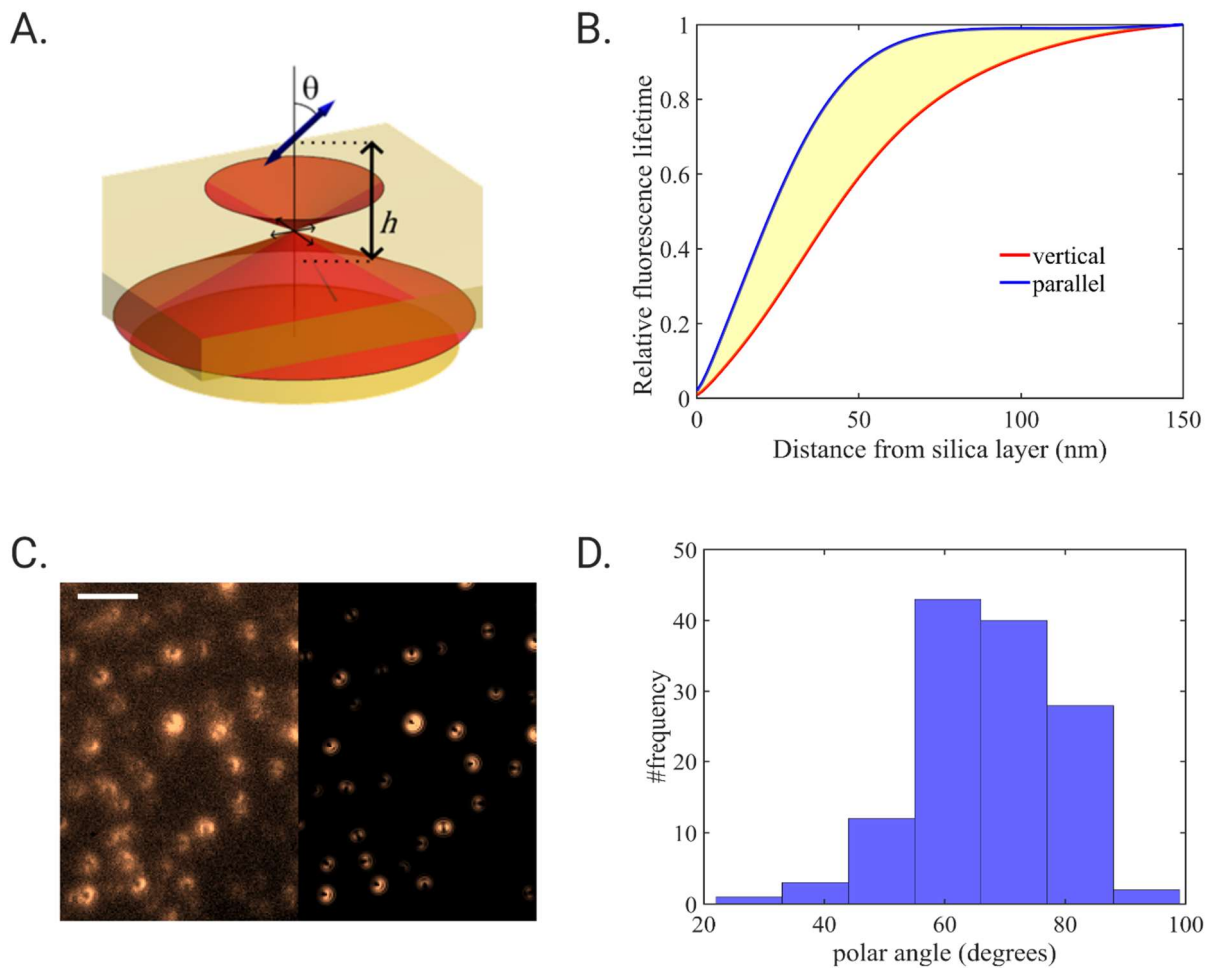 A.
θ
h
B.
Relative fluorescence lifetime
1
0.8
0.6
0.4
0.2
0
vertical
parallel
0
50
100
150
Distance from silica layer (nm)
C.
D.
#frequency
50
40
30
20
10
0
20
40
60
80
100
polar angle (degrees)